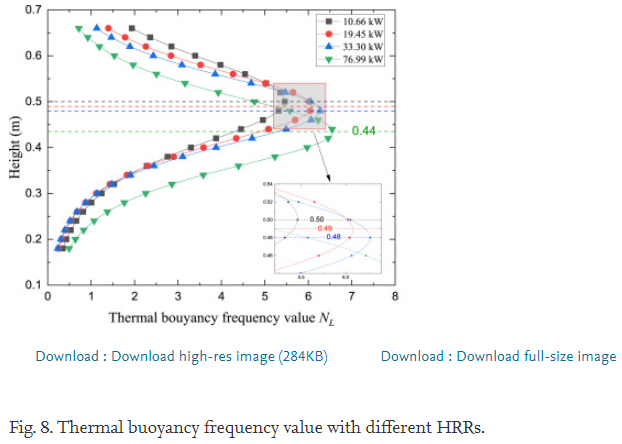 0.7
0.6
0.5
0.4
0.3
0.2
0.1
Height (m)
10.66 kW
19.45 kW
33.30 kW
76.99 kW
0.44
0.50
0.49
0.48
0 1 2 3 4 5 6 7 8
Thermal bouyancy frequency value NL
Download : Download high-res image (284KB) Download : Download full-size image
Fig. 8. Thermal buoyancy frequency value with different HRRs.